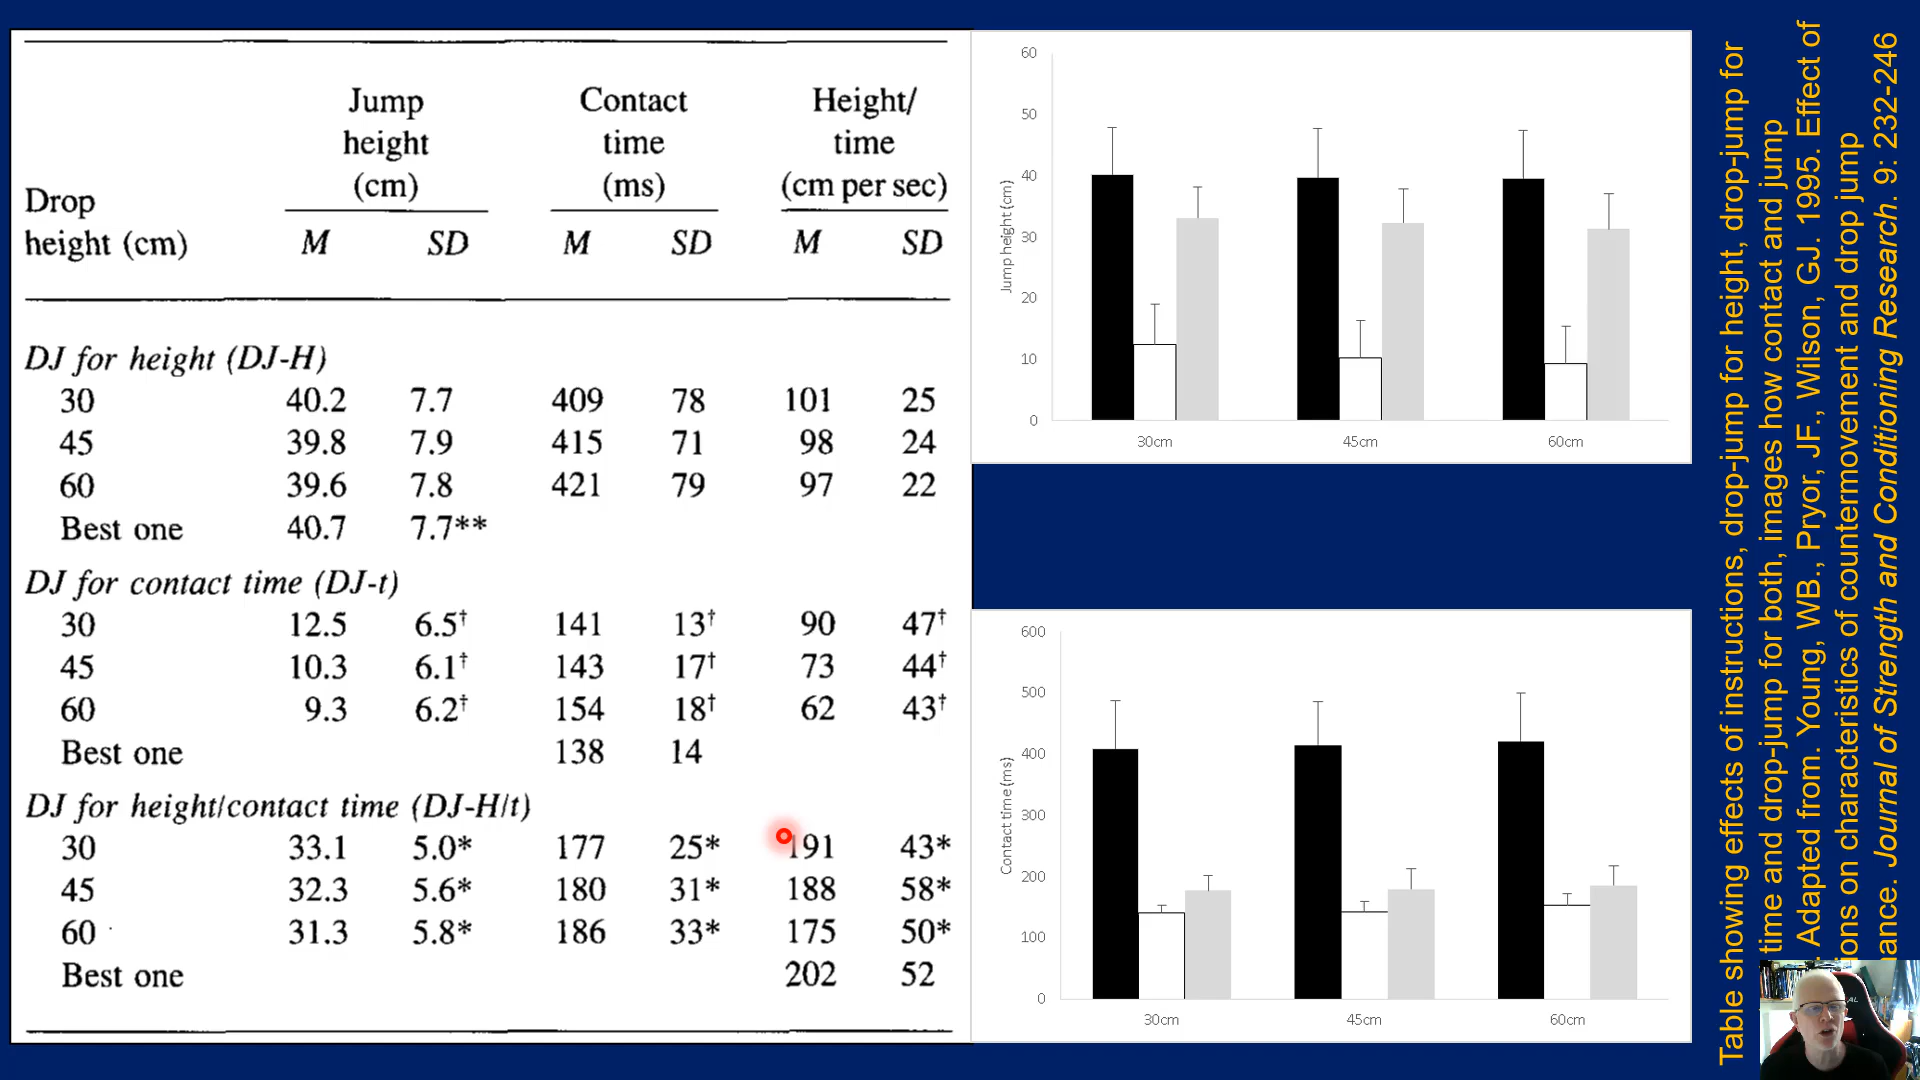 Drop height (cm)
Jump height (cm)
Contact time (ms)
Height/ time (cm per sec)
M SD M SD M SD
DJ for height (DJ-H)
30 40.2 7.7 409 78 101 25
45 39.8 7.9 415 71 98 24
60 39.6 7.8 421 79 97 22
Best one 40.7 7.7**
DJ for contact time (DJ-t)
30 12.5 6.5† 141 13† 90 47†
45 10.3 6.1† 143 17† 73 44†
60 9.3 6.2† 154 18† 62 43†
Best one 138 14
DJ for height/contact time (DJ-H/t)
30 33.1 5.0* 177 25* 191 43*
45 32.3 5.6* 180 31* 188 58*
60 31.3 5.8* 186 33* 175 50*
Best one 202 52
Jump height (cm)
60
50
40
30
20
10
0
30cm 45cm 60cm
Contact time (ms)
600
500
400
300
200
100
0
30cm 45cm 60cm
Table showing effects of instructions, drop-jump for height, drop-jump for
time and drop-jump for both, images how contact and jump
Adapted from. Young, WB., Pryor, JF., Wilson, GJ. 1995. Effect of
on characteristics of countermovement and drop jump
Journal of Strength and Conditioning Research. 9: 232-246